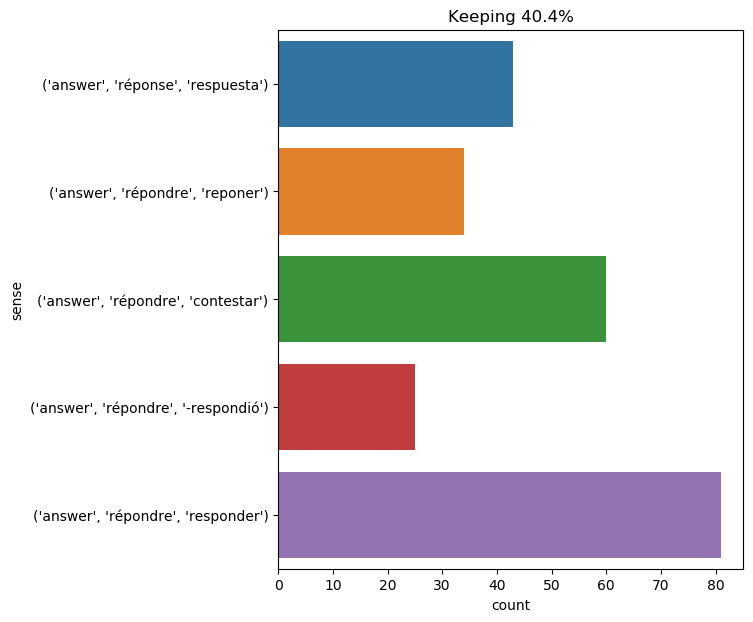 Keeping 40.4%
('answer', 'réponse', 'respuesta')
('answer', 'répondre', 'reponer')
('answer', 'répondre', 'contestar')
('answer', 'répondre', '-respondió')
('answer', 'répondre', 'responder')
sense
0 10 20 30 40 50 60 70 80
count